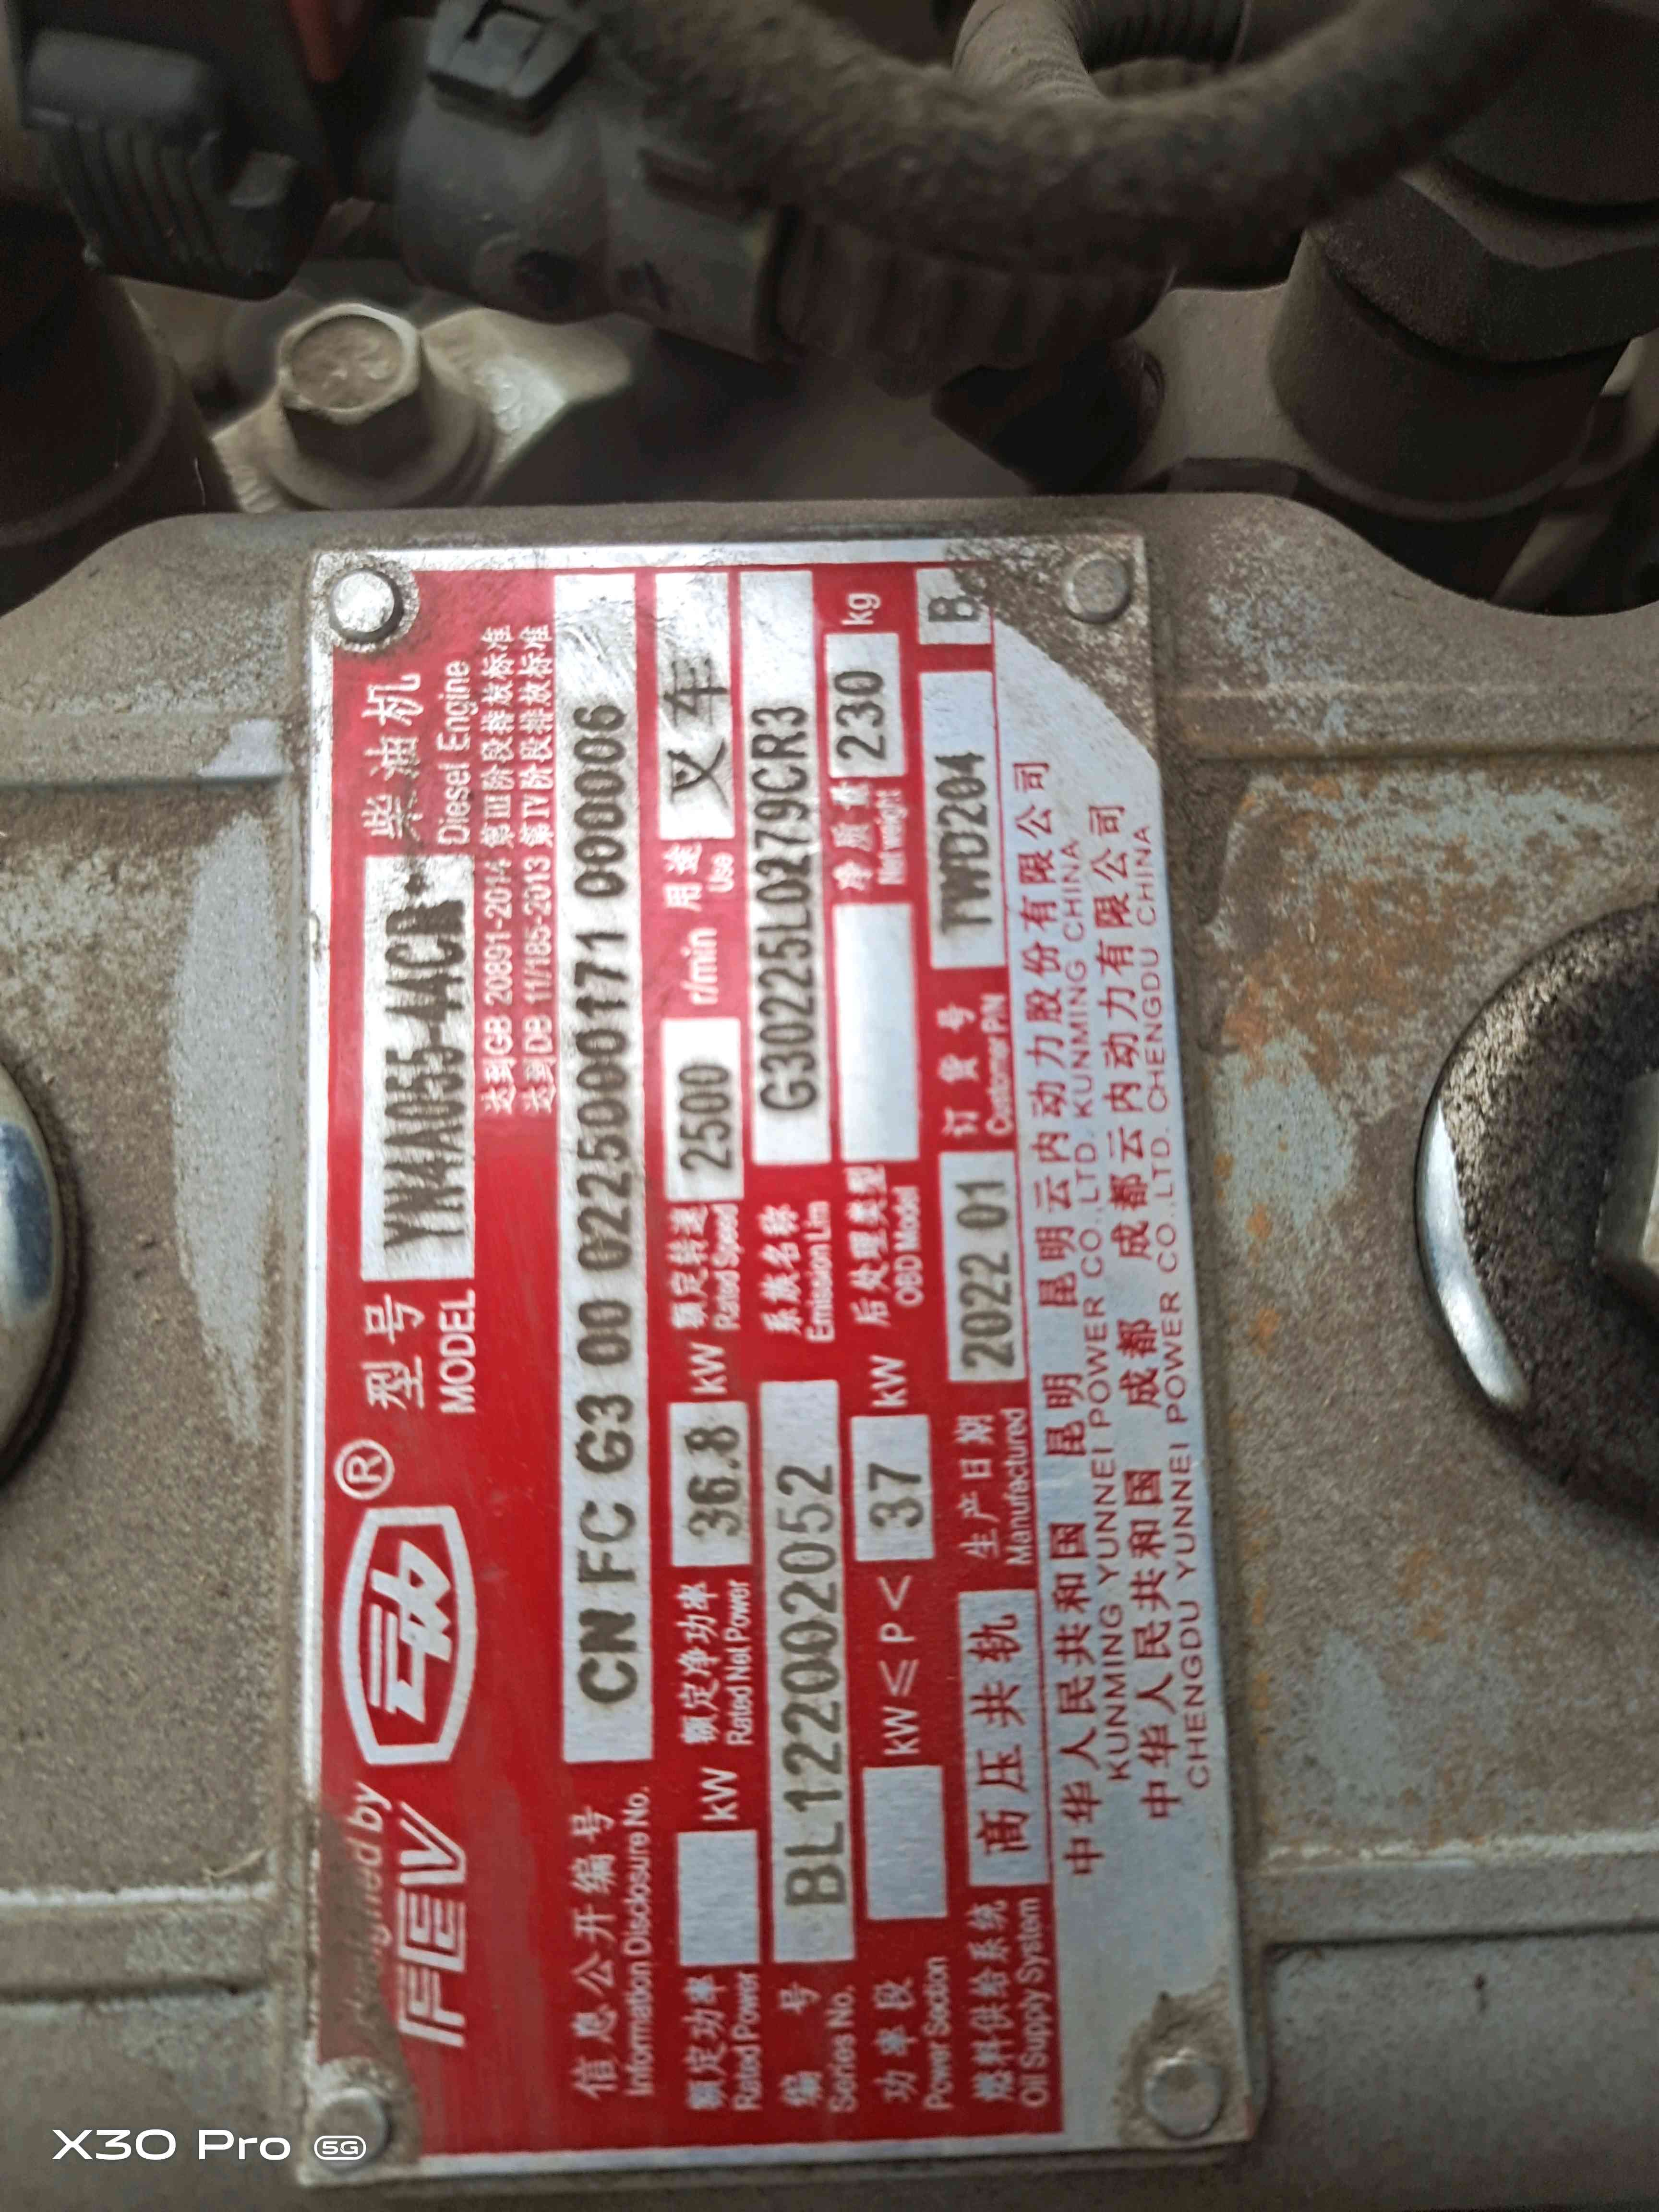 designed by
FEV
云内 ®
型号 YN4A055-44CR 柴油机
MODEL Diesel Engine
达到GB 20891-2014 第III阶段排放标准
达到DB 11/185-2013 第IV阶段排放标准
信息公开编号 CN FC G3 00 0225000171 000006
Information Disclosure No.
额定功率 kW 额定净功率 36.8 kW 额定转速 2500 r/min 用途 叉车
Rated Power Rated Net Power Rated Speed Use
编号 BL122002052 系族名称 G30225L0279CR3
Series No. Emission Lim
功率段 kW ≤ P < 37 kW 后处理类型 净质量 230 kg
Power Section OBD Model Net weight
燃料供给系统 高压共轨 生产日期 2022 01 订货号 TWD204 B
Oil Supply System Manufactured Customer P/N
中华人民共和国 昆明 昆明云内动力股份有限公司
KUNMING YUNNEI POWER CO.,LTD. KUNMING CHINA
中华人民共和国 成都 成都云内动力有限公司
CHENGDU YUNNEI POWER CO.,LTD. CHENGDU CHINA
X30 Pro 5G